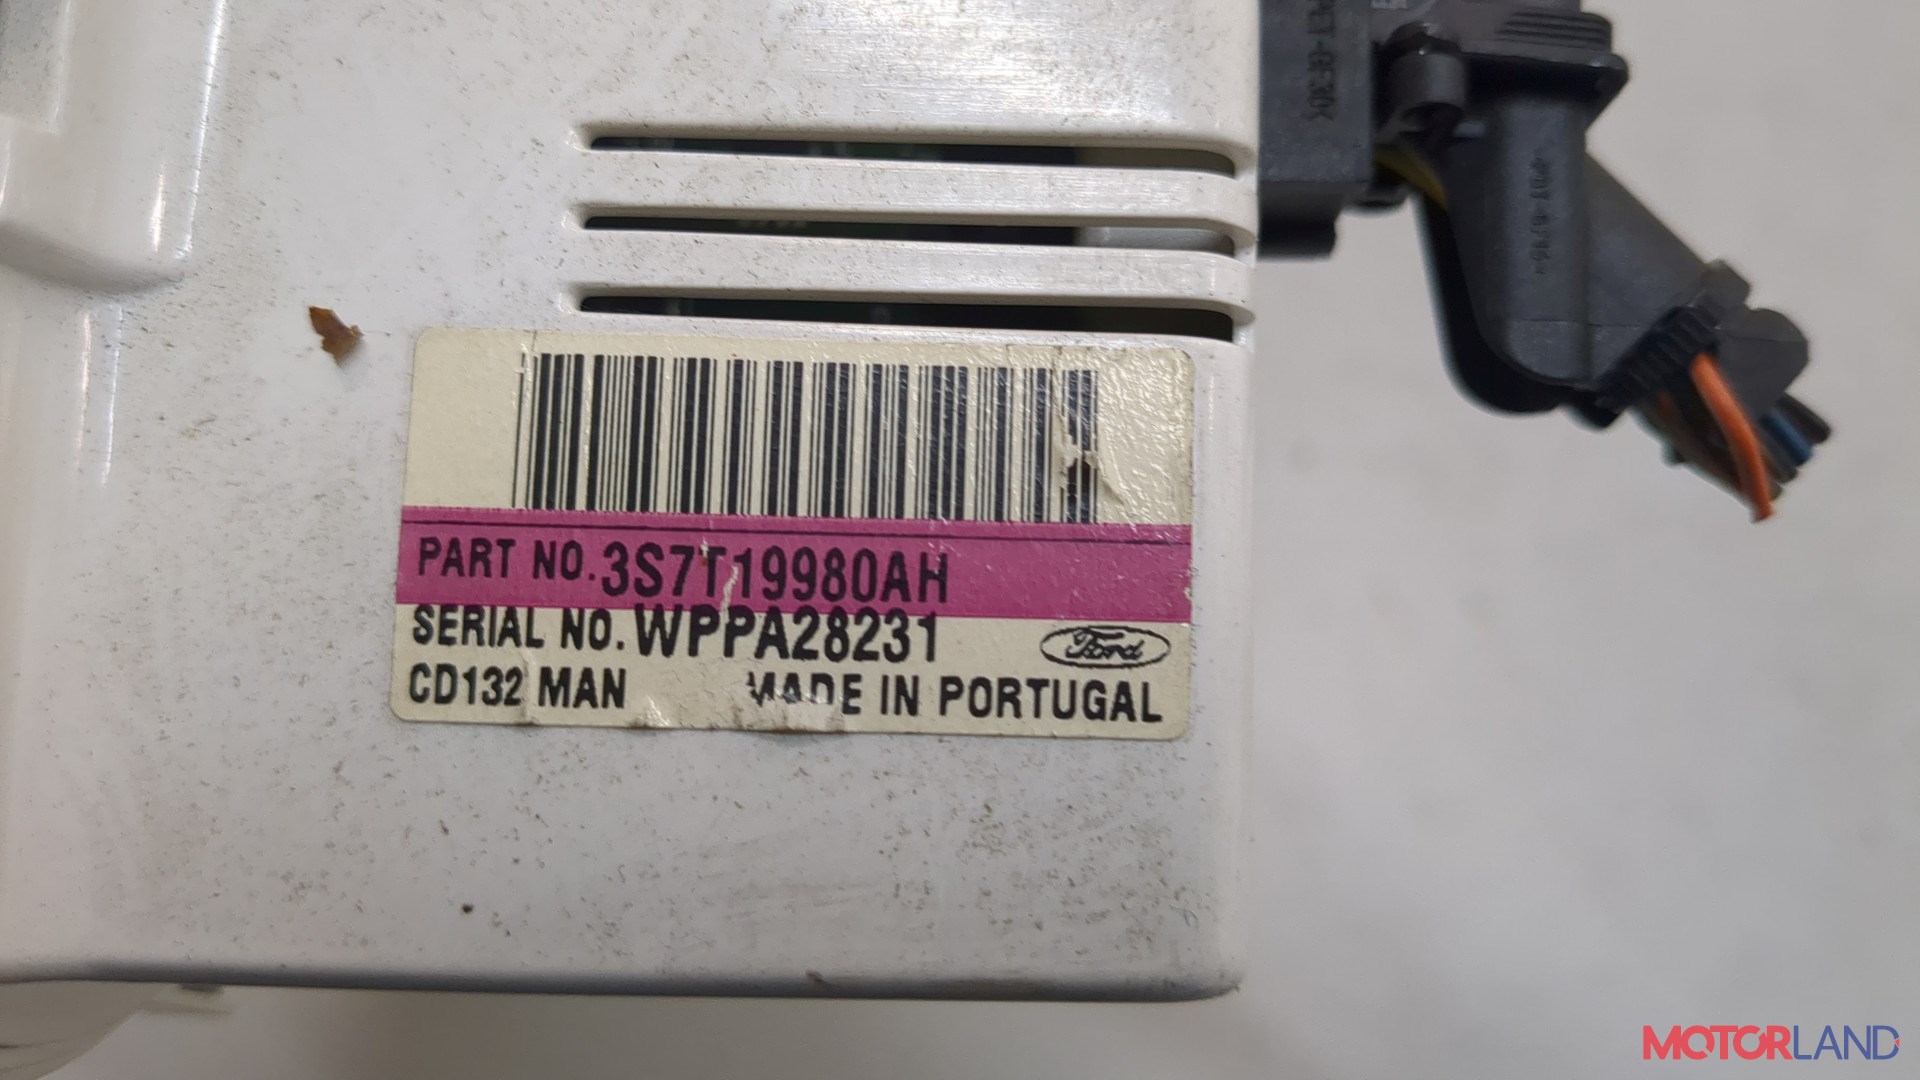 PART NO. 3S7T19980AH
SERIAL NO. WPPA28231
Ford
CD132 MAN MADE IN PORTUGAL
MOTORLAND